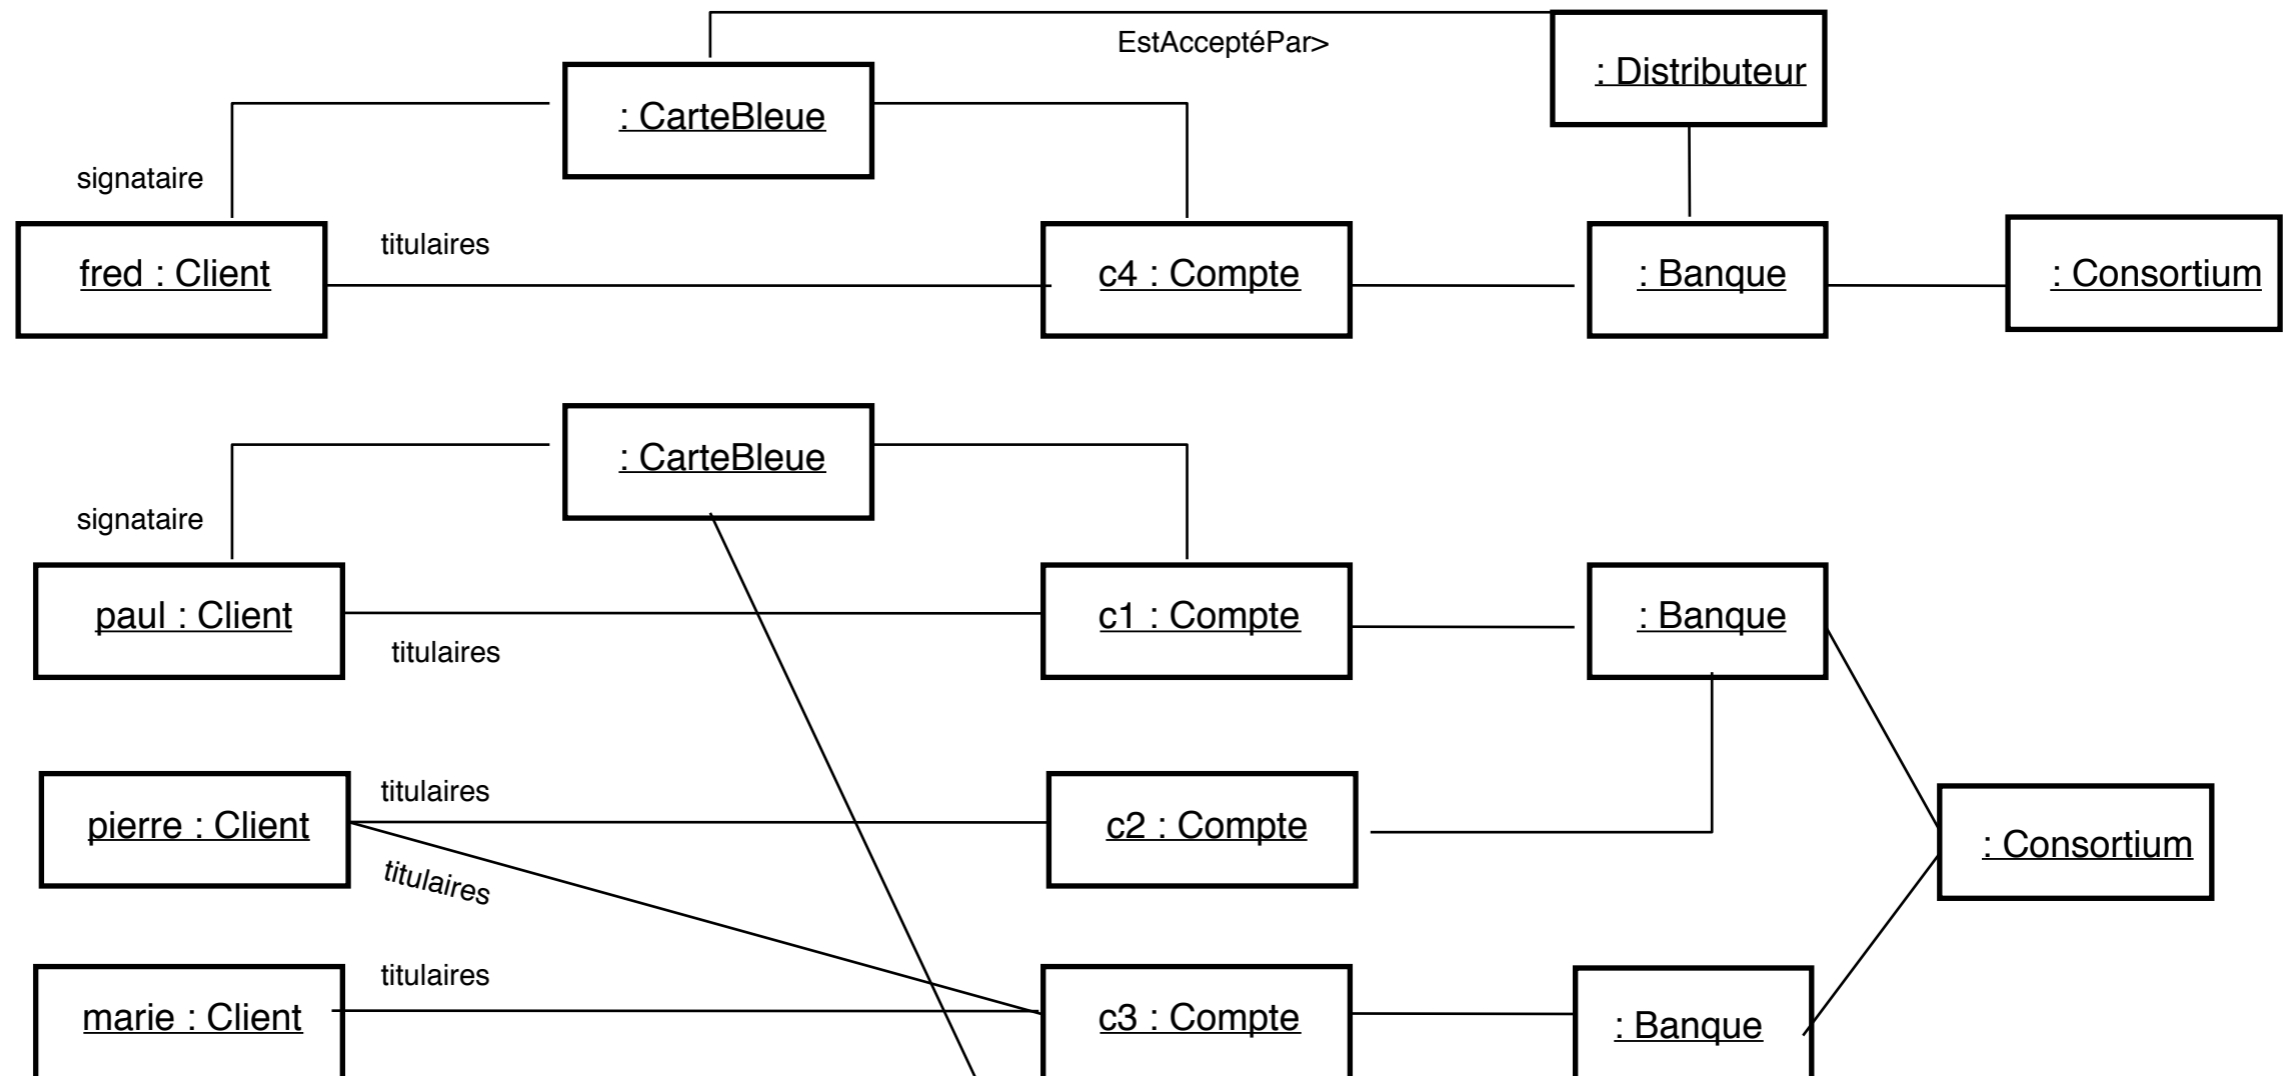 EstAcceptéPar>
: Distributeur
: CarteBleue
signataire
titulaires
fred : Client
c4 : Compte
: Banque
: Consortium
: CarteBleue
signataire
paul : Client
c1 : Compte
: Banque
titulaires
titulaires
pierre : Client
c2 : Compte
: Consortium
titulaires
titulaires
marie : Client
c3 : Compte
: Banque